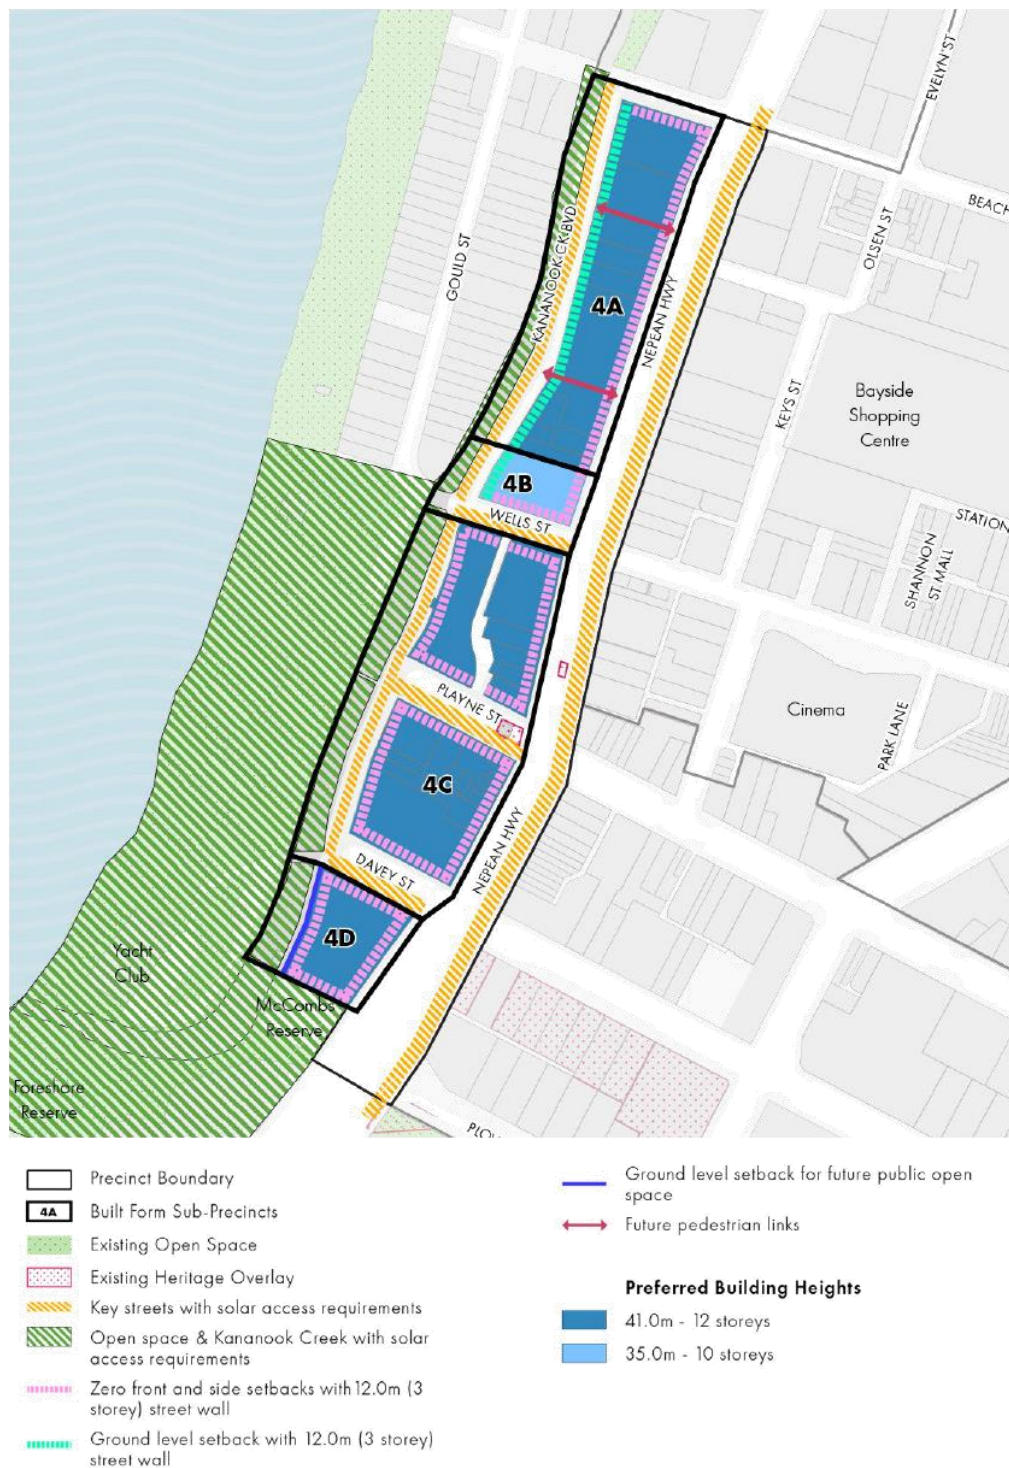 EVELYN ST
BEACH
OLSEN ST
GOULD ST
KANANOOK CK BVD
4A
NEPEAN HWY
KEYS ST
Bayside
Shopping
Centre
4B
WELLS ST
STATION
SHANNON
ST MALL
PLAYNE ST
Cinema
PARK LANE
4C
NEPEAN HWY
DAVEY ST
4D
Yacht
Club
McCombs
Reserve
Foreshore
Reserve
PLO
Precinct Boundary
4A Built Form Sub-Precincts
Existing Open Space
Existing Heritage Overlay
Key streets with solar access requirements
Open space & Kananook Creek with solar
access requirements
Zero front and side setbacks with 12.0m (3
storey) street wall
Ground level setback with 12.0m (3 storey)
street wall
Ground level setback for future public open
space
Future pedestrian links
Preferred Building Heights
41.0m - 12 storeys
35.0m - 10 storeys